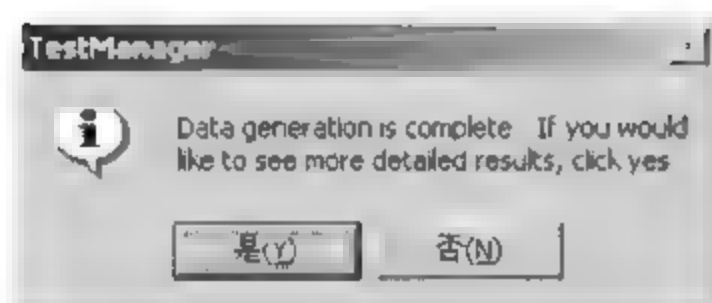 TestManager
Data generation is complete If you would
like to see more detailed results, click yes
是(Y)
否(N)